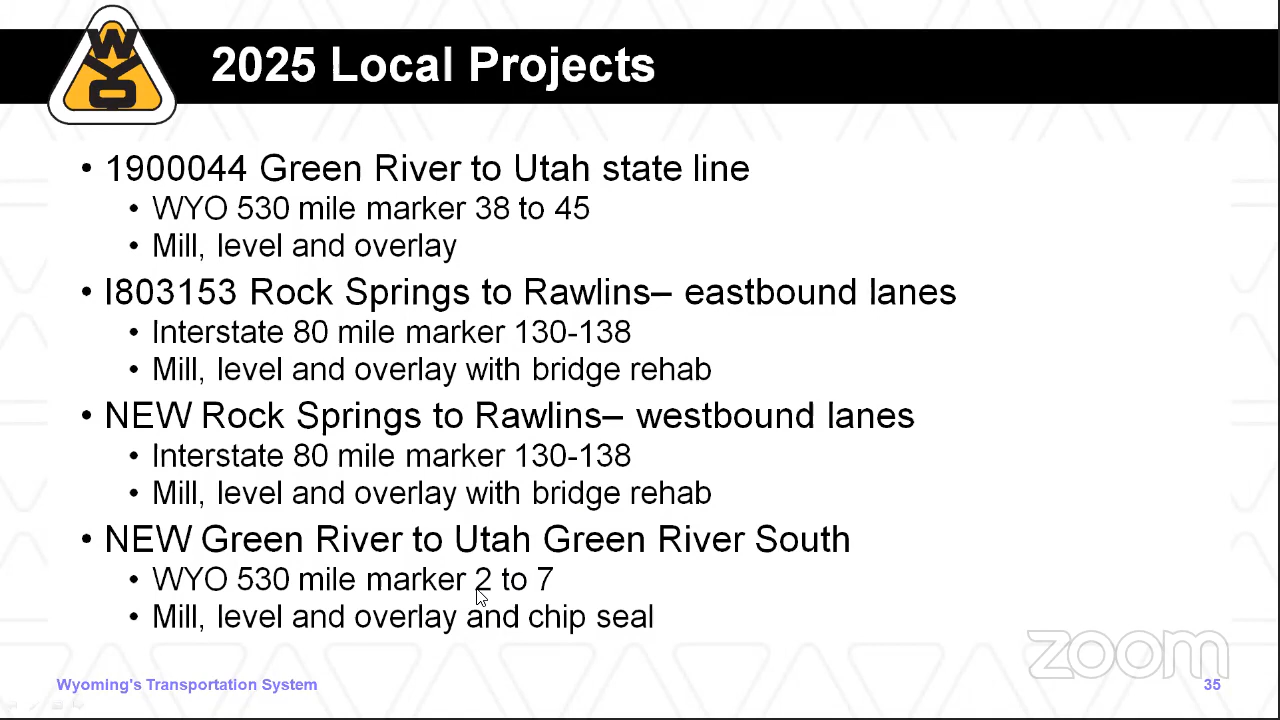 WYO
2025 Local Projects
• 1900044 Green River to Utah state line
• WYO 530 mile marker 38 to 45
• Mill, level and overlay
• I803153 Rock Springs to Rawlins– eastbound lanes
• Interstate 80 mile marker 130-138
• Mill, level and overlay with bridge rehab
• NEW Rock Springs to Rawlins– westbound lanes
• Interstate 80 mile marker 130-138
• Mill, level and overlay with bridge rehab
• NEW Green River to Utah Green River South
• WYO 530 mile marker 2 to 7
• Mill, level and overlay and chip seal
zoom
Wyoming's Transportation System
35